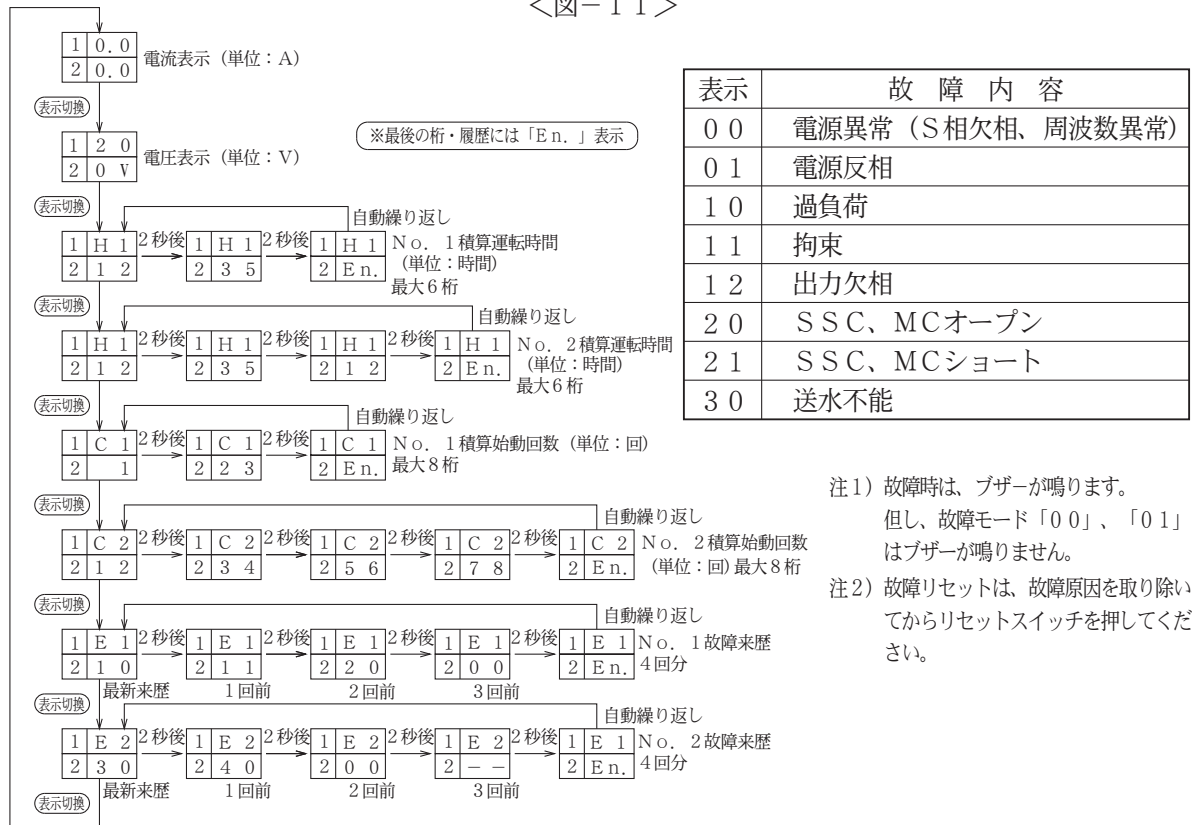 <図－１１>
1 0.0
2 0.0
電流表示（単位：A）
表示切換
1 2 0
2 0 V
電圧表示（単位：V）
※最後の桁・履歴には「Ｅｎ．」表示
表示切換
自動繰り返し
1 H 1 2秒後 1 H 1 2秒後 1 H 1 Ｎｏ．１積算運転時間
2 1 2 2 3 5 2 En. （単位：時間）
最大６桁
表示切換
自動繰り返し
1 H 1 2秒後 1 H 1 2秒後 1 H 1 2秒後 1 H 1 Ｎｏ．２積算運転時間
2 1 2 2 3 5 2 1 2 2 En. （単位：時間）
最大６桁
表示切換
自動繰り返し
1 C 1 2秒後 1 C 1 2秒後 1 C 1 Ｎｏ．１積算始動回数（単位：回）
2 1 2 2 3 2 En. 最大８桁
表示切換
自動繰り返し
1 C 2 2秒後 1 C 2 2秒後 1 C 2 2秒後 1 C 2 2秒後 1 C 2 Ｎｏ．２積算始動回数
2 1 2 2 3 4 2 5 6 2 7 8 2 En. （単位：回）最大８桁
表示切換
自動繰り返し
1 E 1 2秒後 1 E 1 2秒後 1 E 1 2秒後 1 E 1 2秒後 1 E 1 Ｎｏ．１故障来歴
2 1 0 2 1 1 2 2 0 2 0 0 2 En. ４回分
最新来歴 １回前 ２回前 ３回前
表示切換
自動繰り返し
1 E 2 2秒後 1 E 2 2秒後 1 E 2 2秒後 1 E 2 2秒後 1 E 1 Ｎｏ．２故障来歴
2 3 0 2 4 0 2 0 0 2 － － 2 En. ４回分
最新来歴 １回前 ２回前 ３回前
表示切換
表示 故　障　内　容
００ 電源異常（Ｓ相欠相、周波数異常）
０１ 電源反相
１０ 過負荷
１１ 拘束
１２ 出力欠相
２０ ＳＳＣ、ＭＣオープン
２１ ＳＳＣ、ＭＣショート
３０ 送水不能
注１）故障時は、ブザーが鳴ります。
但し、故障モード「００」、「０１」
はブザーが鳴りません。
注２）故障リセットは、故障原因を取り除い
てからリセットスイッチを押してくだ
さい。